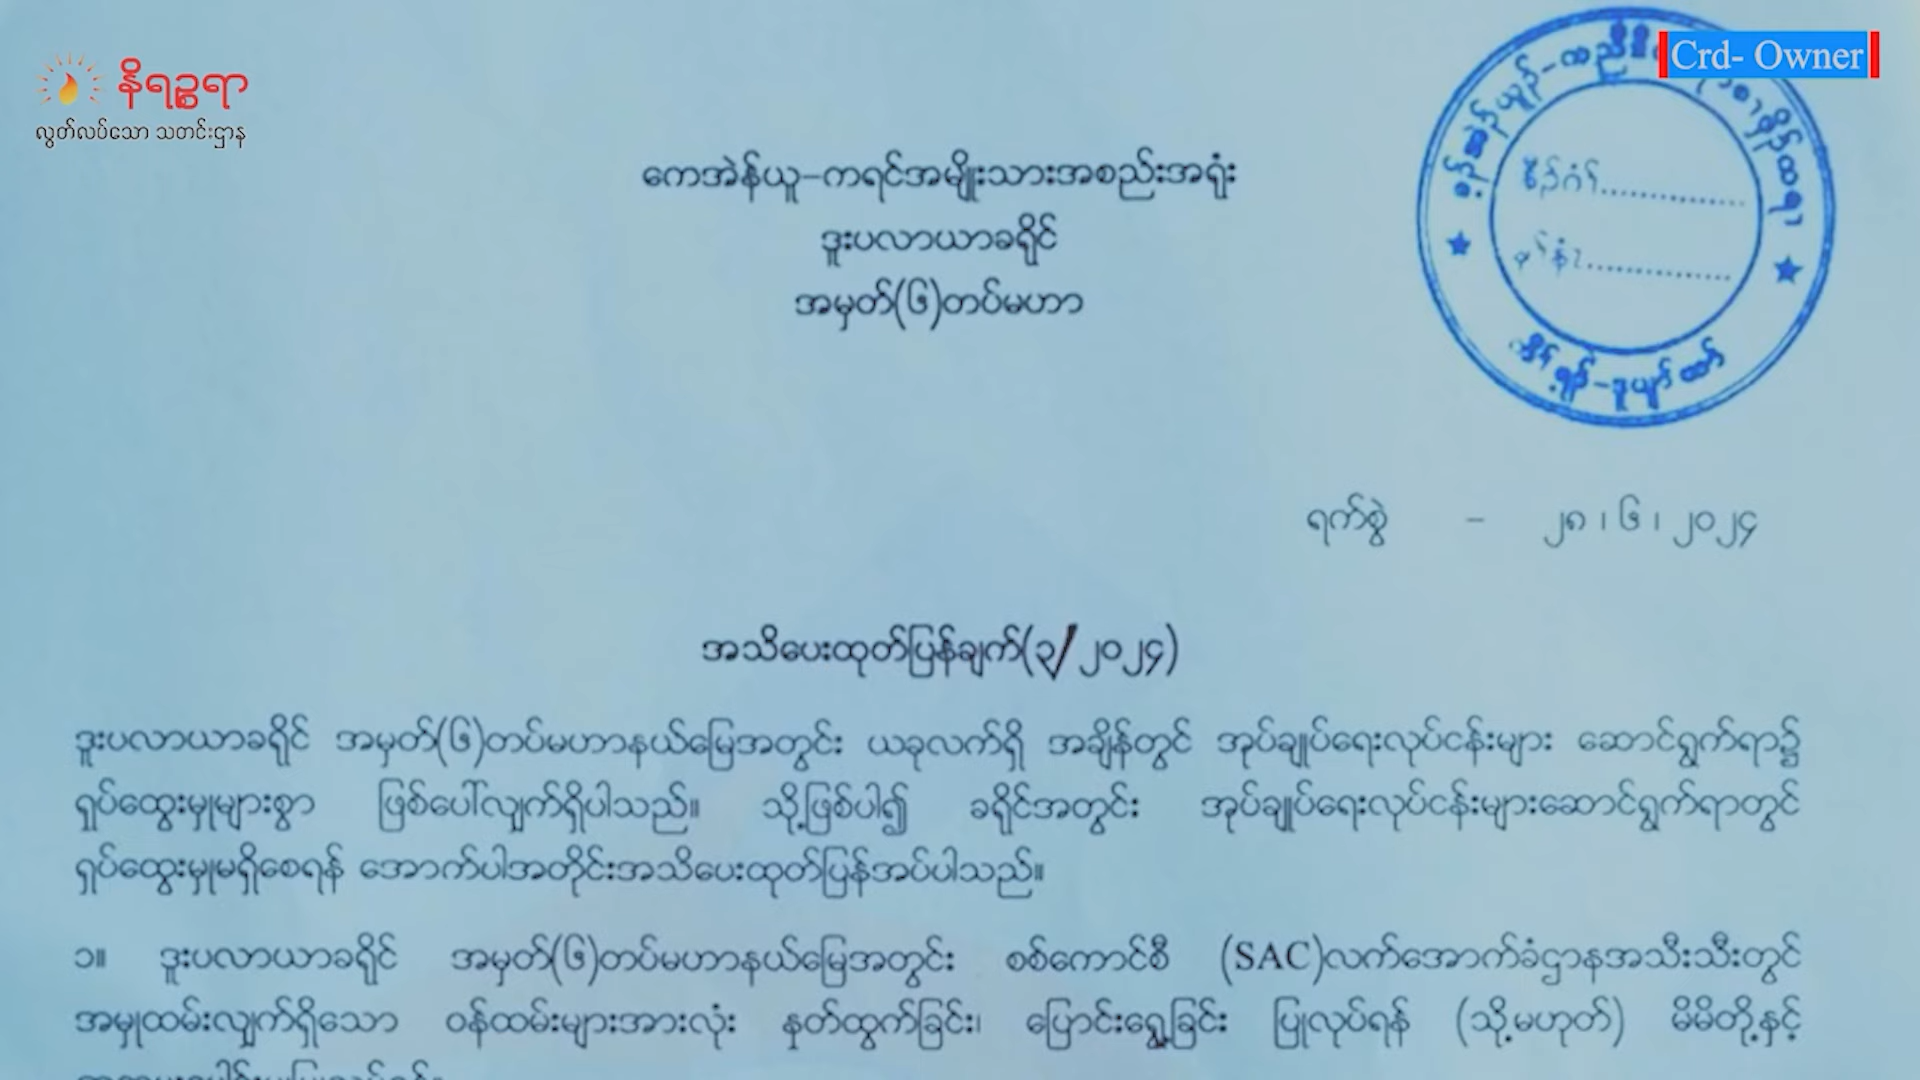 Crd- Owner
နိရဉ္စရာ
လွတ်လပ်သော သတင်းဌာန
ကေအဲန်ယူ–ကရင်အမျိုးသားအစည်းအရုံး
ဒူးပလာယာခရိုင်
အမှတ်(၆)တပ်မဟာ
ရက်စွဲ – ၂၈ ၊ ၆ ၊ ၂၀၂၄
အသိပေးထုတ်ပြန်ချက်(၃/၂၀၂၄)
ဒူးပလာယာခရိုင် အမှတ်(၆)တပ်မဟာနယ်မြေအတွင်း ယခုလက်ရှိ အချိန်တွင် အုပ်ချုပ်ရေးလုပ်ငန်းများ ဆောင်ရွက်ရာ၌
ရှုပ်ထွေးမှုများစွာ ဖြစ်ပေါ်လျှက်ရှိပါသည်။ သို့ဖြစ်ပါ၍ ခရိုင်အတွင်း အုပ်ချုပ်ရေးလုပ်ငန်းများဆောင်ရွက်ရာတွင်
ရှုပ်ထွေးမှုမရှိစေရန် အောက်ပါအတိုင်းအသိပေးထုတ်ပြန်အပ်ပါသည်။
၁။ ဒူးပလာယာခရိုင် အမှတ်(၆)တပ်မဟာနယ်မြေအတွင်း စစ်ကောင်စီ (SAC)လက်အောက်ခံဌာနအသီးသီးတွင်
အမှုထမ်းလျှက်ရှိသော ဝန်ထမ်းများအားလုံး နှုတ်ထွက်ခြင်း၊ ပြောင်းရွှေ့ခြင်း ပြုလုပ်ရန် (သို့မဟုတ်) မိမိတို့နှင့်